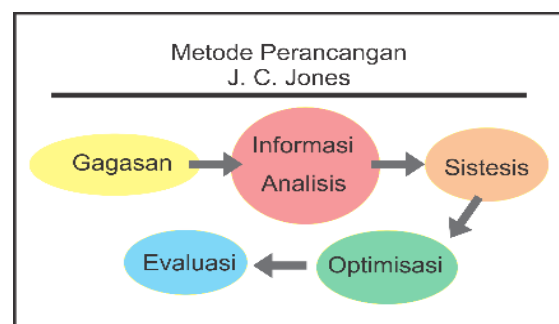 Metode Perancangan
J. C. Jones
Gagasan
Informasi
Analisis
Sistesis
Optimisasi
Evaluasi